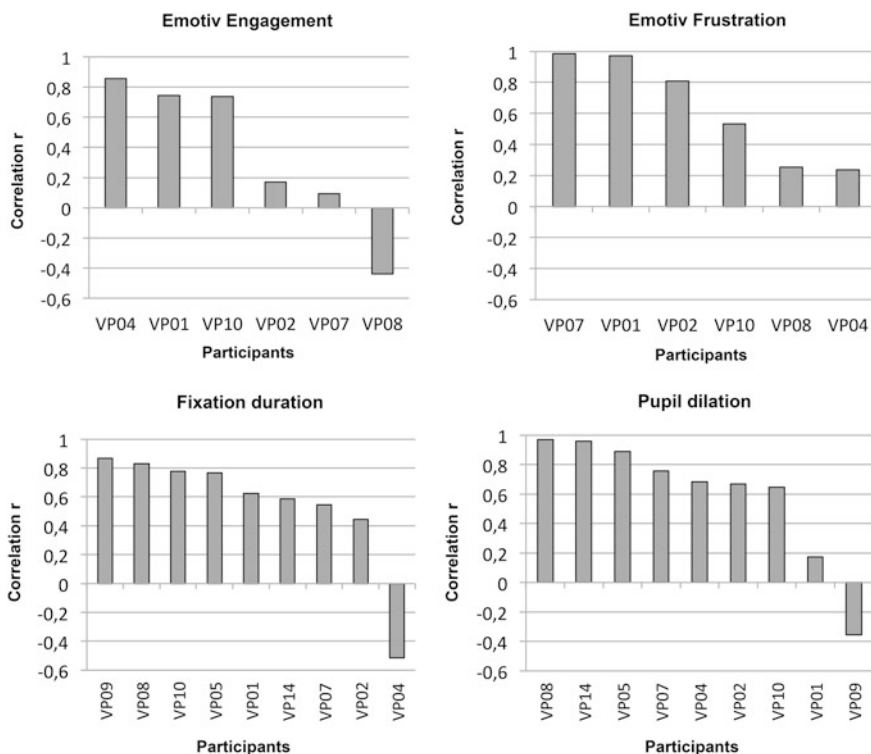 Emotiv Engagement
Correlation r
1
0,8
0,6
0,4
0,2
0
-0,2
-0,4
-0,6
VP04 VP01 VP10 VP02 VP07 VP08
Participants
Emotiv Frustration
Correlation r
1
0,8
0,6
0,4
0,2
0
-0,2
-0,4
-0,6
VP07 VP01 VP02 VP10 VP08 VP04
Participants
Fixation duration
Correlation r
1
0,8
0,6
0,4
0,2
0
-0,2
-0,4
-0,6
VP09 VP08 VP10 VP05 VP01 VP14 VP07 VP02 VP04
Participants
Pupil dilation
Correlation r
1
0,8
0,6
0,4
0,2
0
-0,2
-0,4
-0,6
VP08 VP14 VP05 VP07 VP04 VP02 VP10 VP01 VP09
Participants